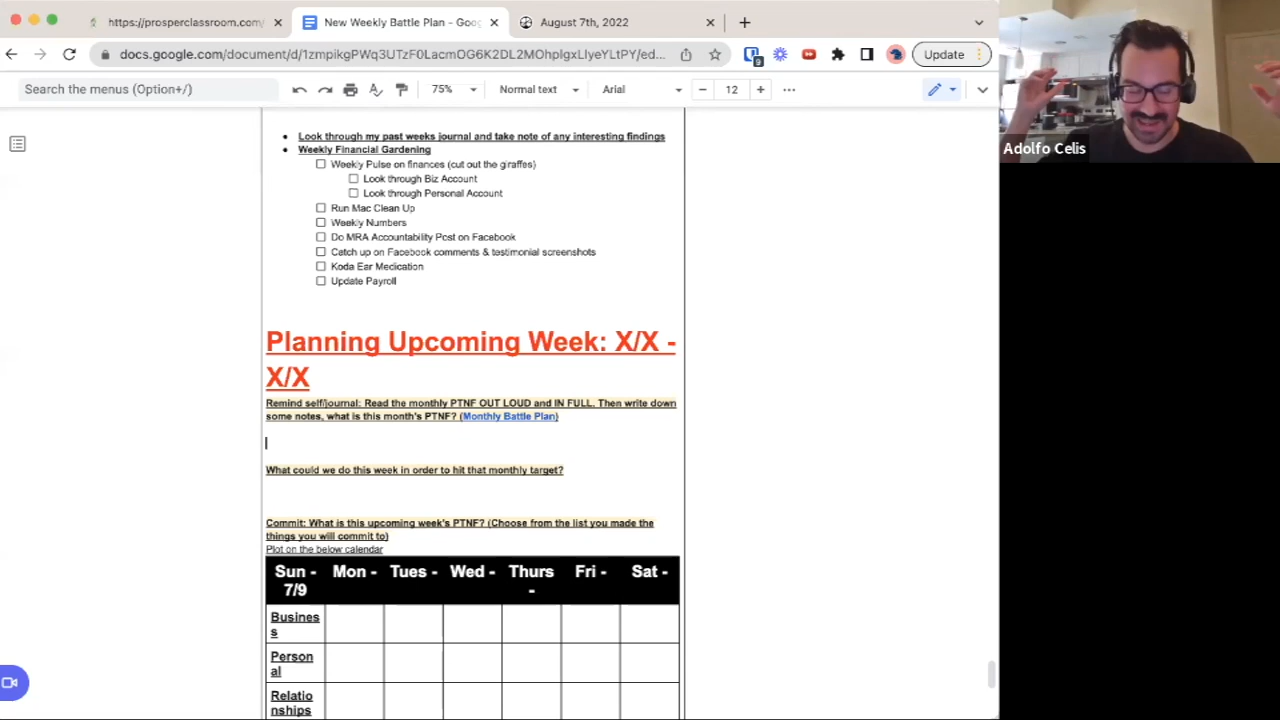 https://prosperclassroom.com/
New Weekly Battle Plan - Goog
August 7th, 2022
docs.google.com/document/d/1zmpikgPWq3UTzF0LacmOG6K2DL2MOhpIgxLIyeYLtPY/ed...
9
Update
Search the menus (Option+/)
75%
Normal text
Arial
12
Adolfo Celis
Look through my past weeks journal and take note of any interesting findings
Weekly Financial Gardening
Weekly Pulse on finances (cut out the giraffes)
Look through Biz Account
Look through Personal Account
Run Mac Clean Up
Weekly Numbers
Do MRA Accountability Post on Facebook
Catch up on Facebook comments & testimonial screenshots
Koda Ear Medication
Update Payroll
Planning Upcoming Week: X/X -
X/X
Remind self/journal: Read the monthly PTNF OUT LOUD and IN FULL. Then write down
some notes, what is this month's PTNF? (Monthly Battle Plan)
What could we do this week in order to hit that monthly target?
Commit: What is this upcoming week's PTNF? (Choose from the list you made the
things you will commit to)
Plot on the below calendar
Sun - Mon - Tues - Wed - Thurs Fri - Sat -
7/9 -
Busines
s
Person
al
Relatio
nships